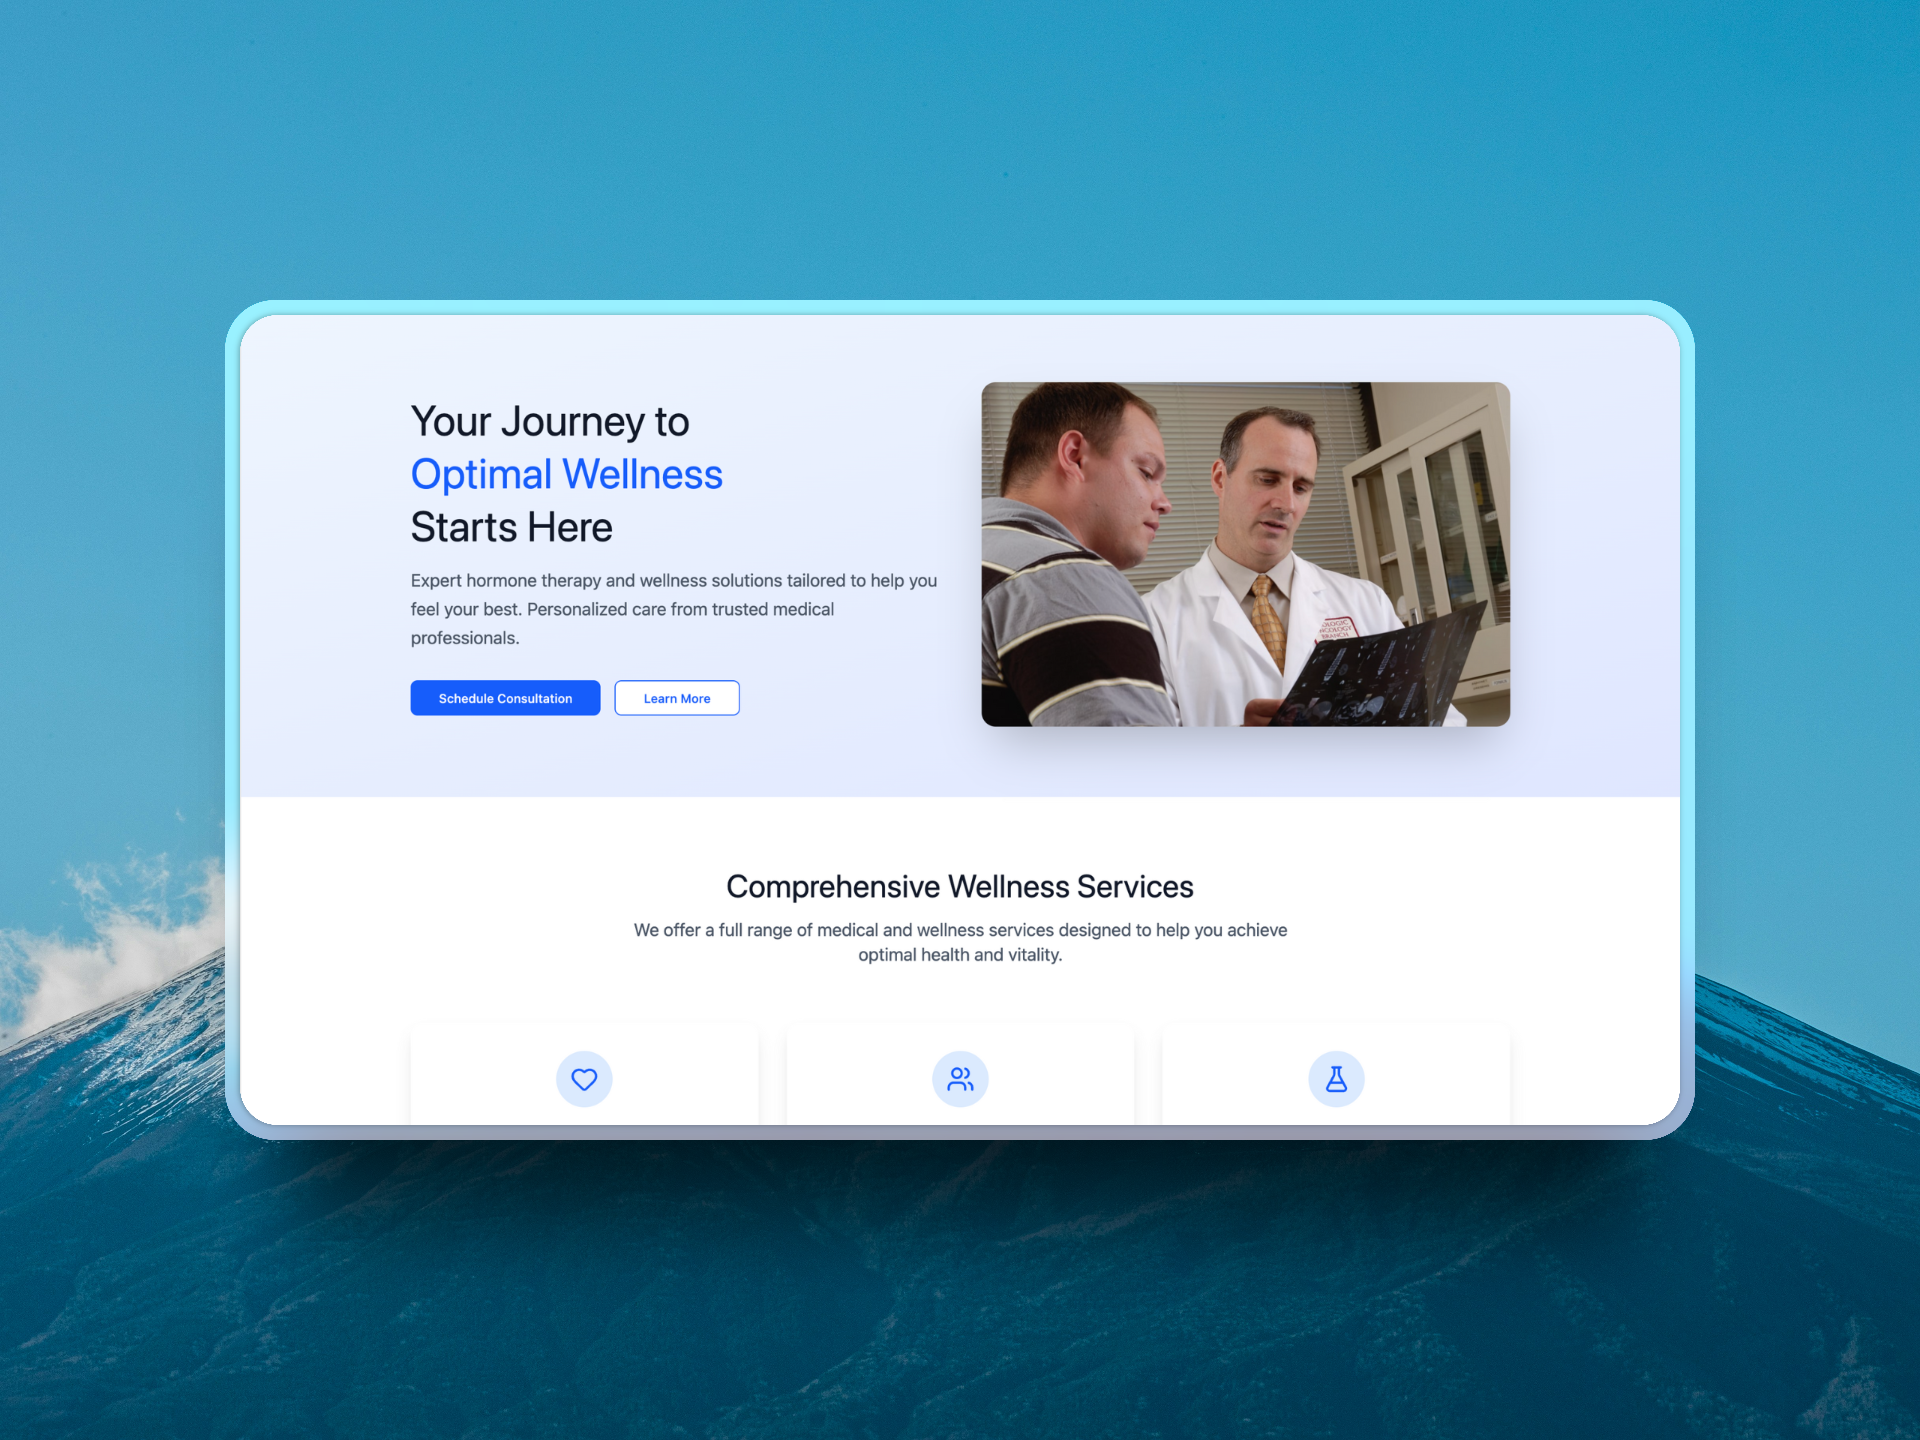 Your Journey to
Optimal Wellness
Starts Here
Expert hormone therapy and wellness solutions tailored to help you
feel your best. Personalized care from trusted medical
professionals.
Schedule Consultation
Learn More
Comprehensive Wellness Services
We offer a full range of medical and wellness services designed to help you achieve
optimal health and vitality.